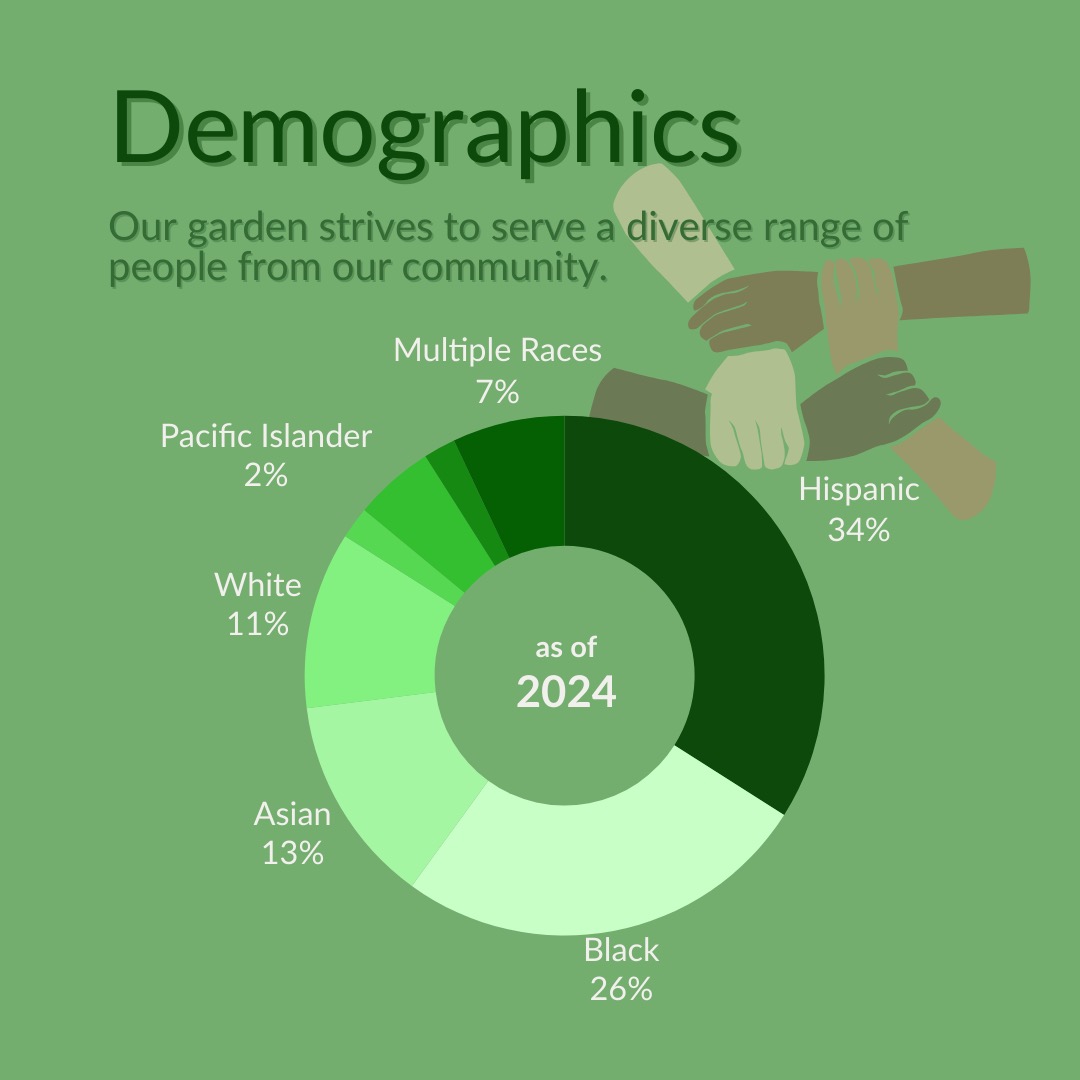 Demographics
Our garden strives to serve a diverse range of
people from our community.
Multiple Races
7%
Pacific Islander
2%
Hispanic
34%
White
11%
as of
2024
Asian
13%
Black
26%